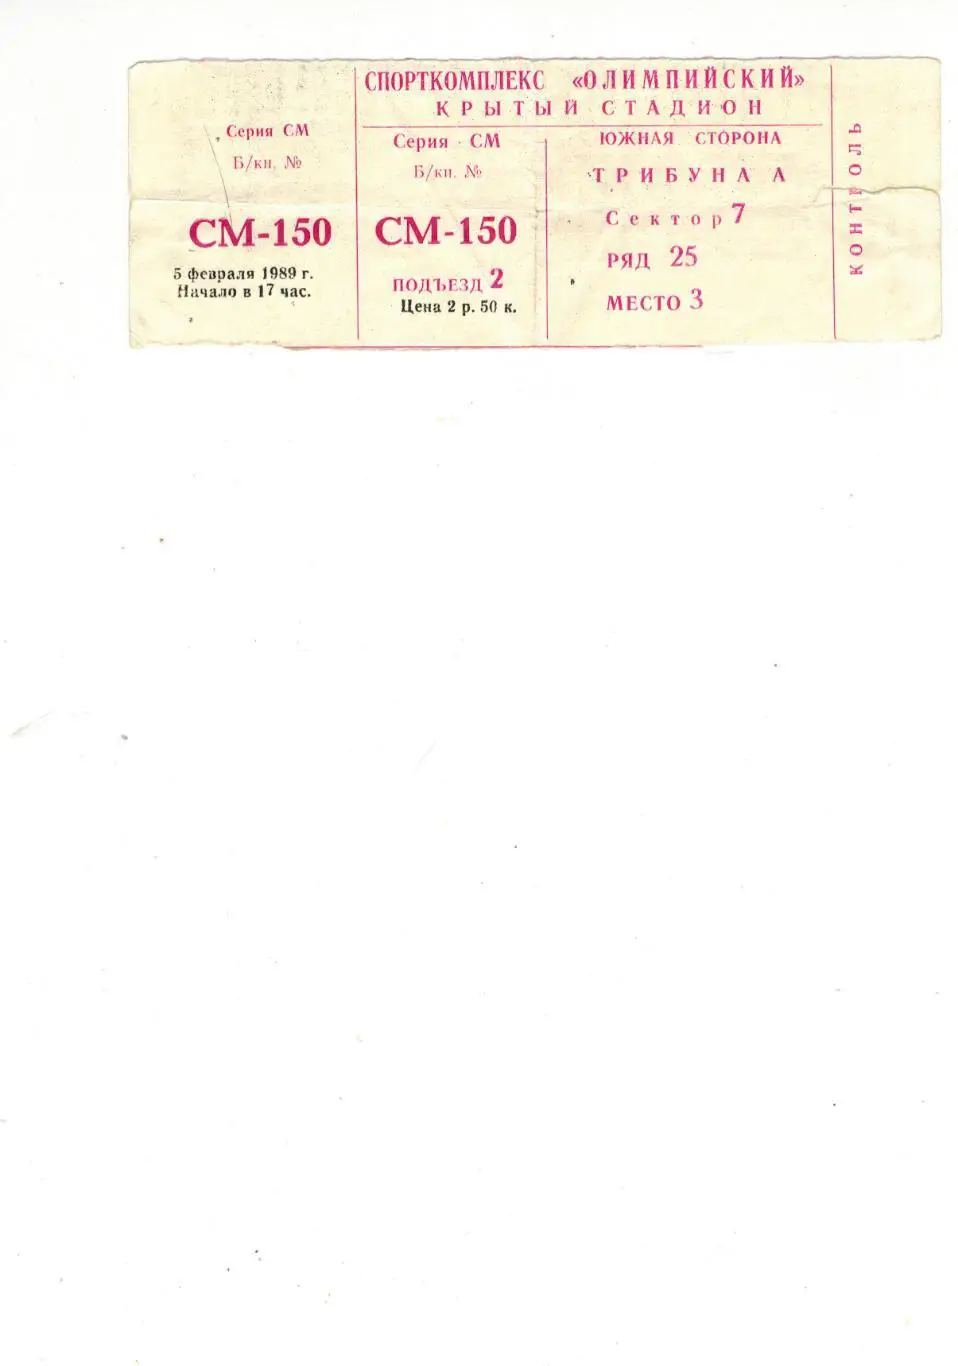 Серия СМ
Б/кн. №
СМ-150
5 февраля 1989 г.
Начало в 17 час.
СПОРТКОМПЛЕКС «ОЛИМПИЙСКИЙ»
КРЫТЫЙ СТАДИОН
Серия СМ
Б/кн. №
СМ-150
ПОДЪЕЗД 2
Цена 2 р. 50 к.
ЮЖНАЯ СТОРОНА
ТРИБУНА А
Сектор 7
РЯД 25
МЕСТО 3
КОНТРОЛЬ